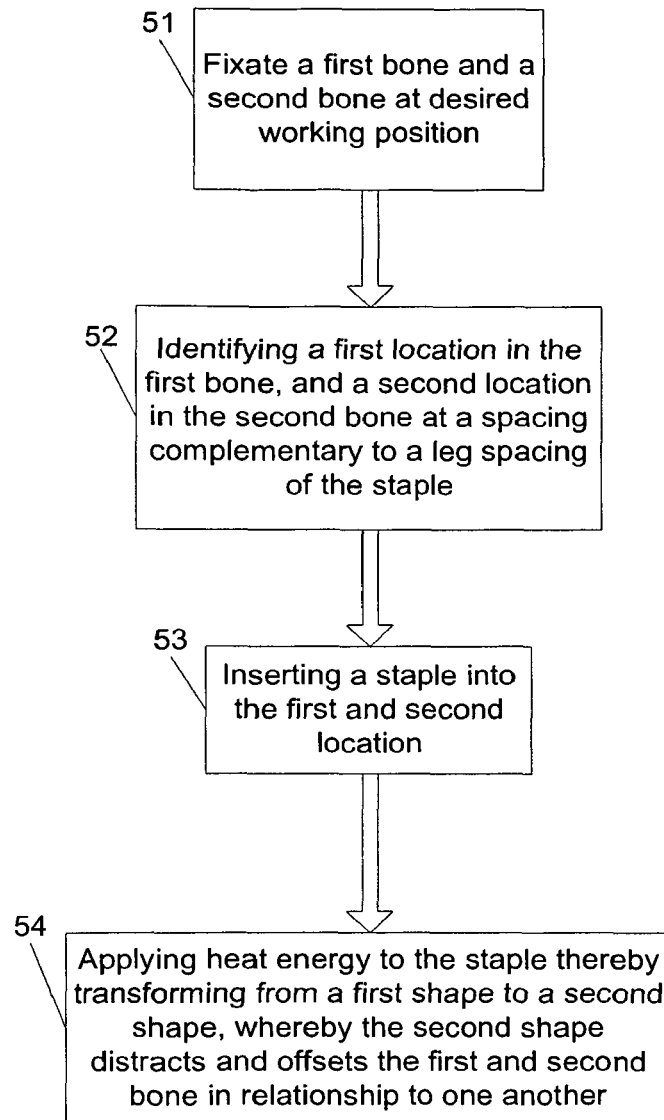 51
Fixate a first bone and a
second bone at desired
working position
52
Identifying a first location in the
first bone, and a second location
in the second bone at a spacing
complementary to a leg spacing
of the staple
53
Inserting a staple into
the first and second
location
54
Applying heat energy to the staple thereby
transforming from a first shape to a second
shape, whereby the second shape
distracts and offsets the first and second
bone in relationship to one another